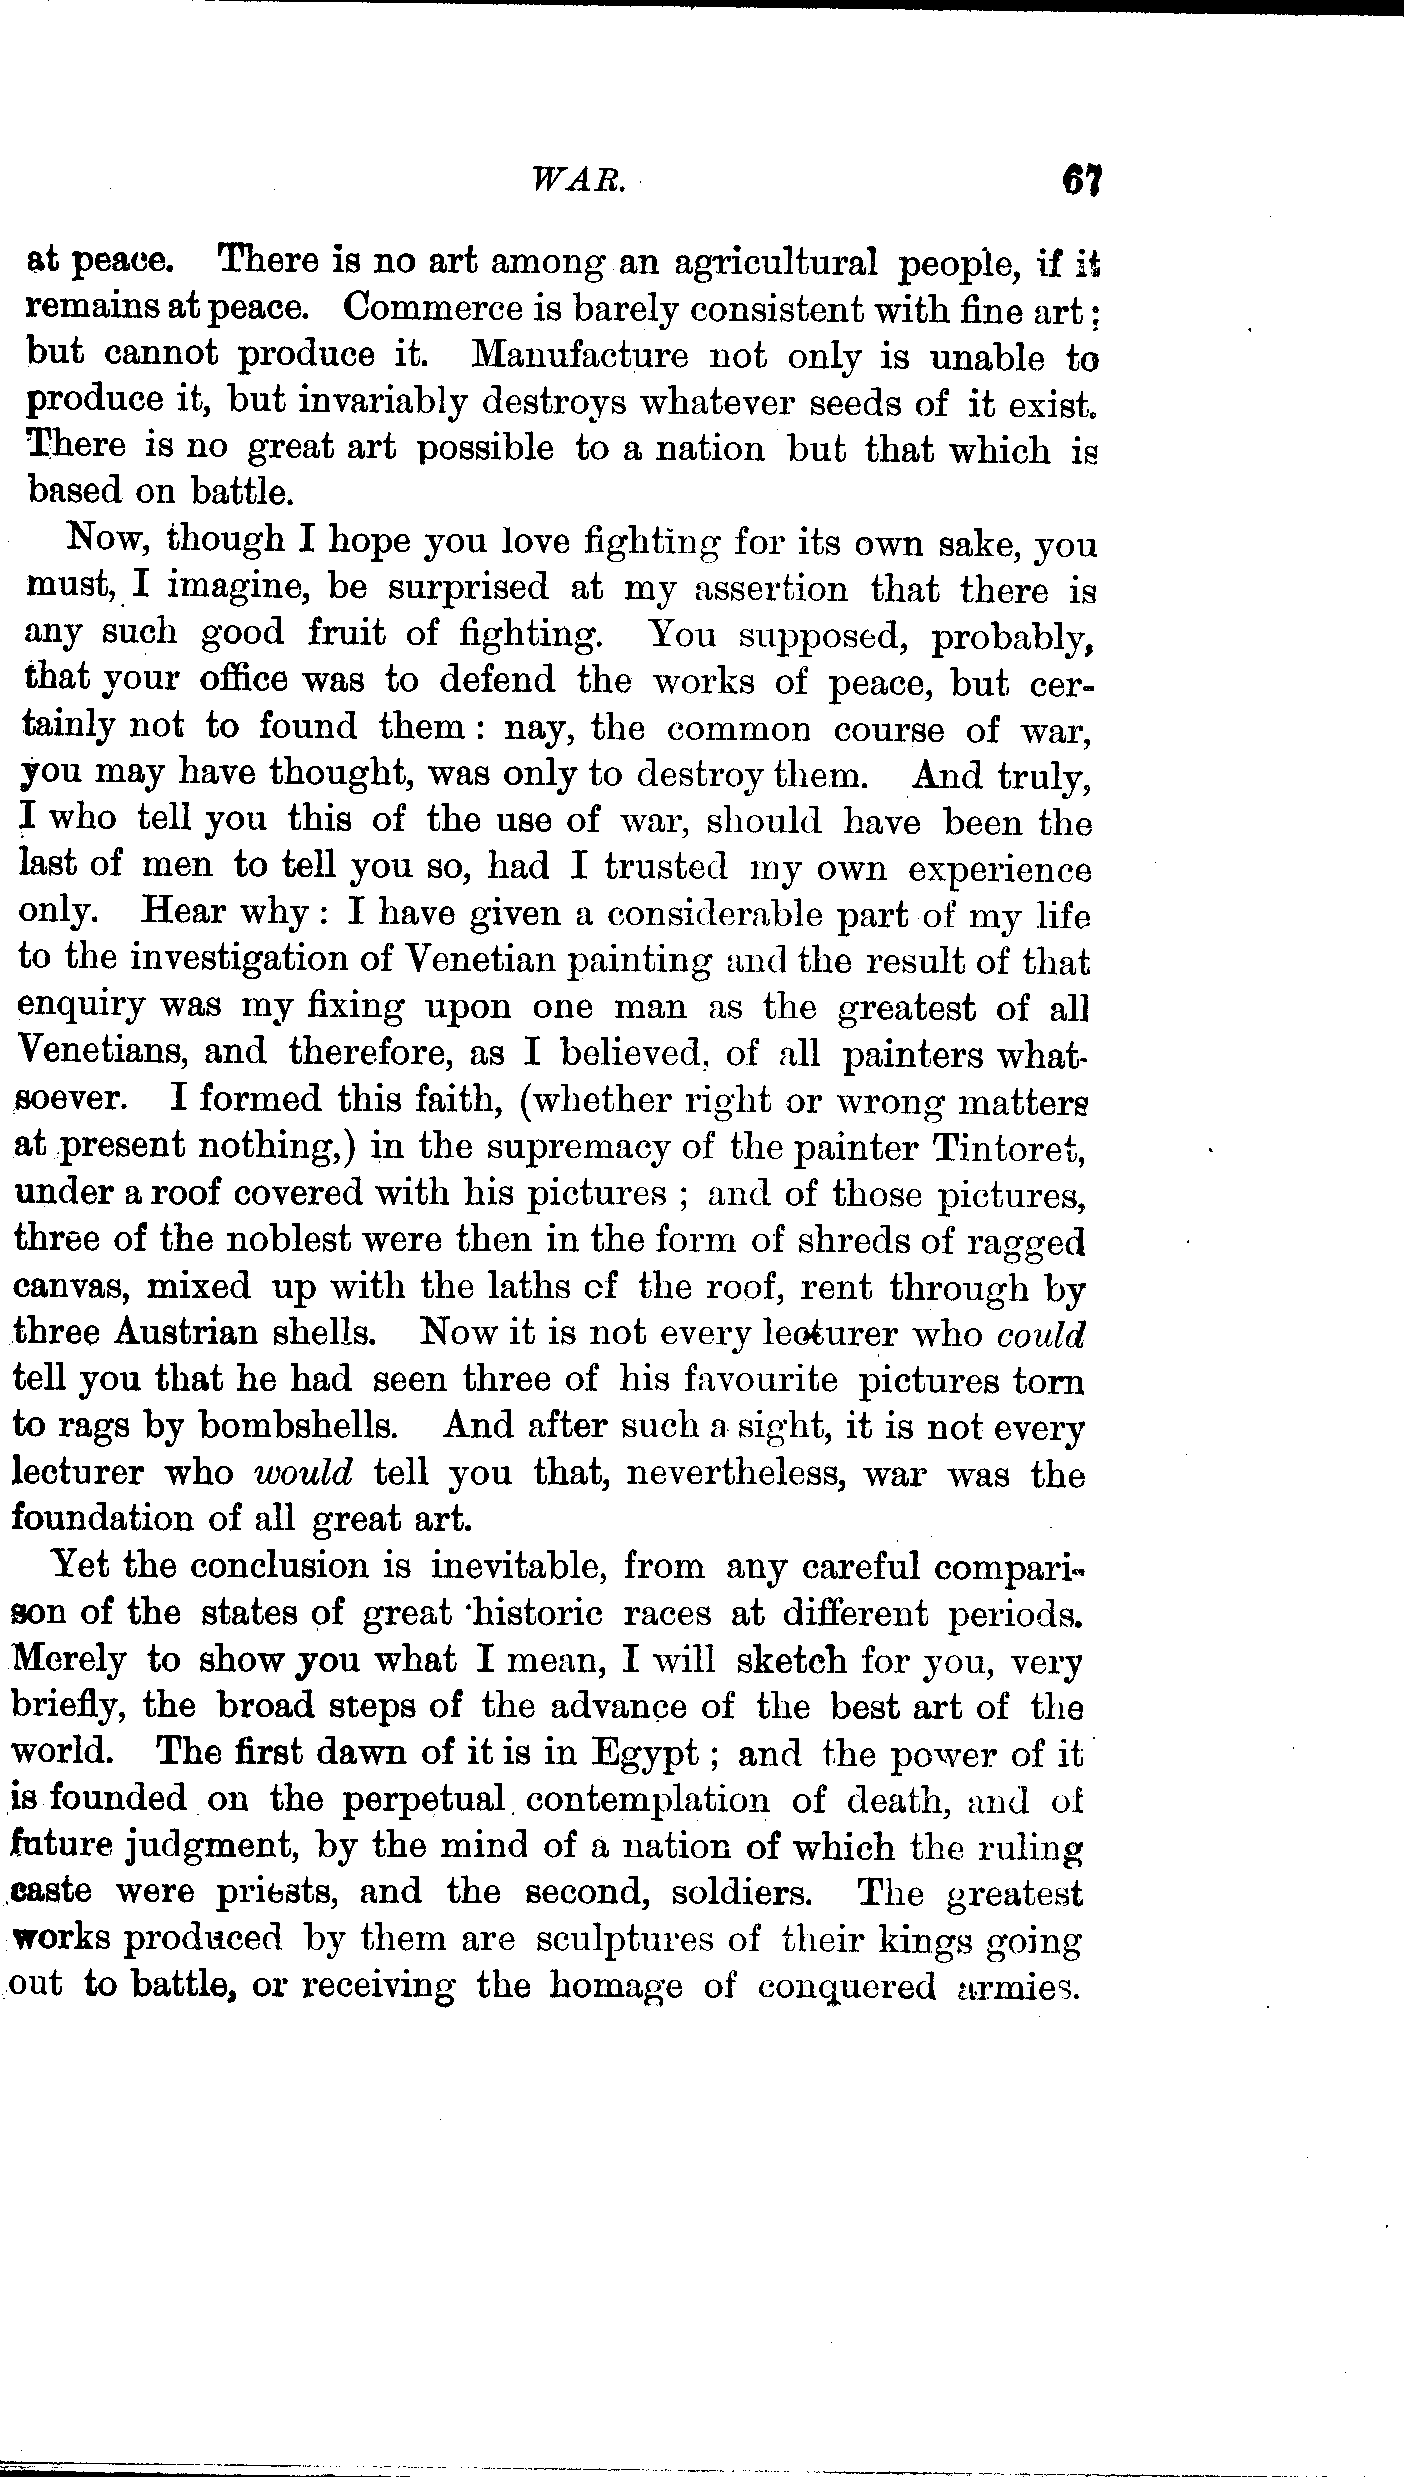 WAR. 67
at peace. There is no art among an agricultural people, if it
remains at peace. Commerce is barely consistent with fine art;
but cannot produce it. Manufacture not only is unable to
produce it, but invariably destroys whatever seeds of it exist.
There is no great art possible to a nation but that which is
based on battle.
Now, though I hope you love fighting for its own sake, you
must, I imagine, be surprised at my assertion that there is
any such good fruit of fighting. You supposed, probably,
that your office was to defend the works of peace, but cer-
tainly not to found them : nay, the common course of war,
you may have thought, was only to destroy them. And truly,
I who tell you this of the use of war, should have been the
last of men to tell you so, had I trusted my own experience
only. Hear why : I have given a considerable part of my life
to the investigation of Venetian painting and the result of that
enquiry was my fixing upon one man as the greatest of all
Venetians, and therefore, as I believed, of all painters what-
soever. I formed this faith, (whether right or wrong matters
at present nothing,) in the supremacy of the painter Tintoret,
under a roof covered with his pictures ; and of those pictures,
three of the noblest were then in the form of shreds of ragged
canvas, mixed up with the laths of the roof, rent through by
three Austrian shells. Now it is not every lecturer who could
tell you that he had seen three of his favourite pictures torn
to rags by bombshells. And after such a sight, it is not every
lecturer who would tell you that, nevertheless, war was the
foundation of all great art.
Yet the conclusion is inevitable, from any careful compari-
son of the states of great historic races at different periods.
Merely to show you what I mean, I will sketch for you, very
briefly, the broad steps of the advance of the best art of the
world. The first dawn of it is in Egypt ; and the power of it
is founded on the perpetual contemplation of death, and of
future judgment, by the mind of a nation of which the ruling
caste were priests, and the second, soldiers. The greatest
works produced by them are sculptures of their kings going
out to battle, or receiving the homage of conquered armies.